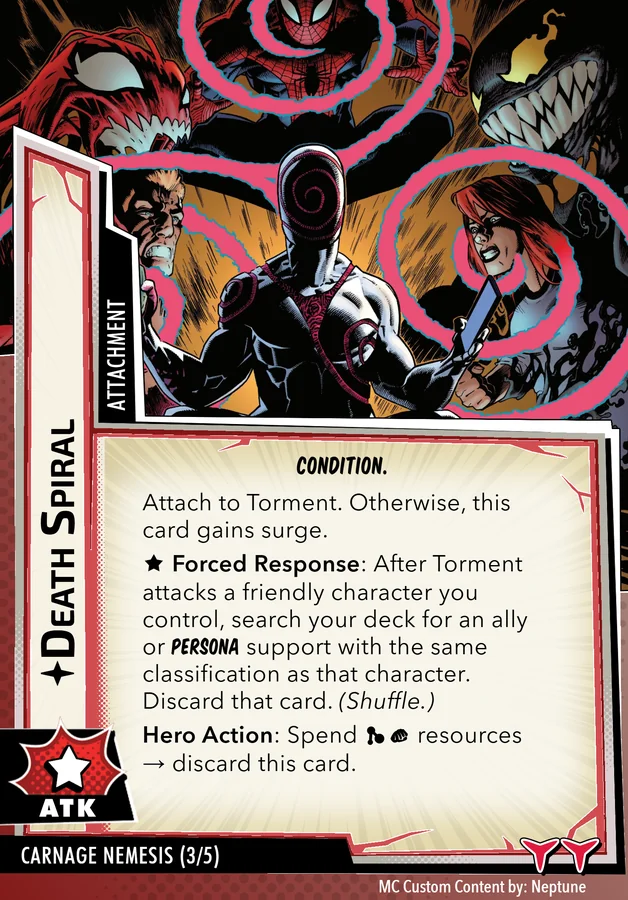 ATTACHMENT
DEATH SPIRAL
CONDITION.
Attach to Torment. Otherwise, this
card gains surge.
★ Forced Response: After Torment
attacks a friendly character you
control, search your deck for an ally
or PERSONA support with the same
classification as that character.
Discard that card. (Shuffle.)
Hero Action: Spend resources
→ discard this card.
ATK
CARNAGE NEMESIS (3/5)
MC Custom Content by: Neptune